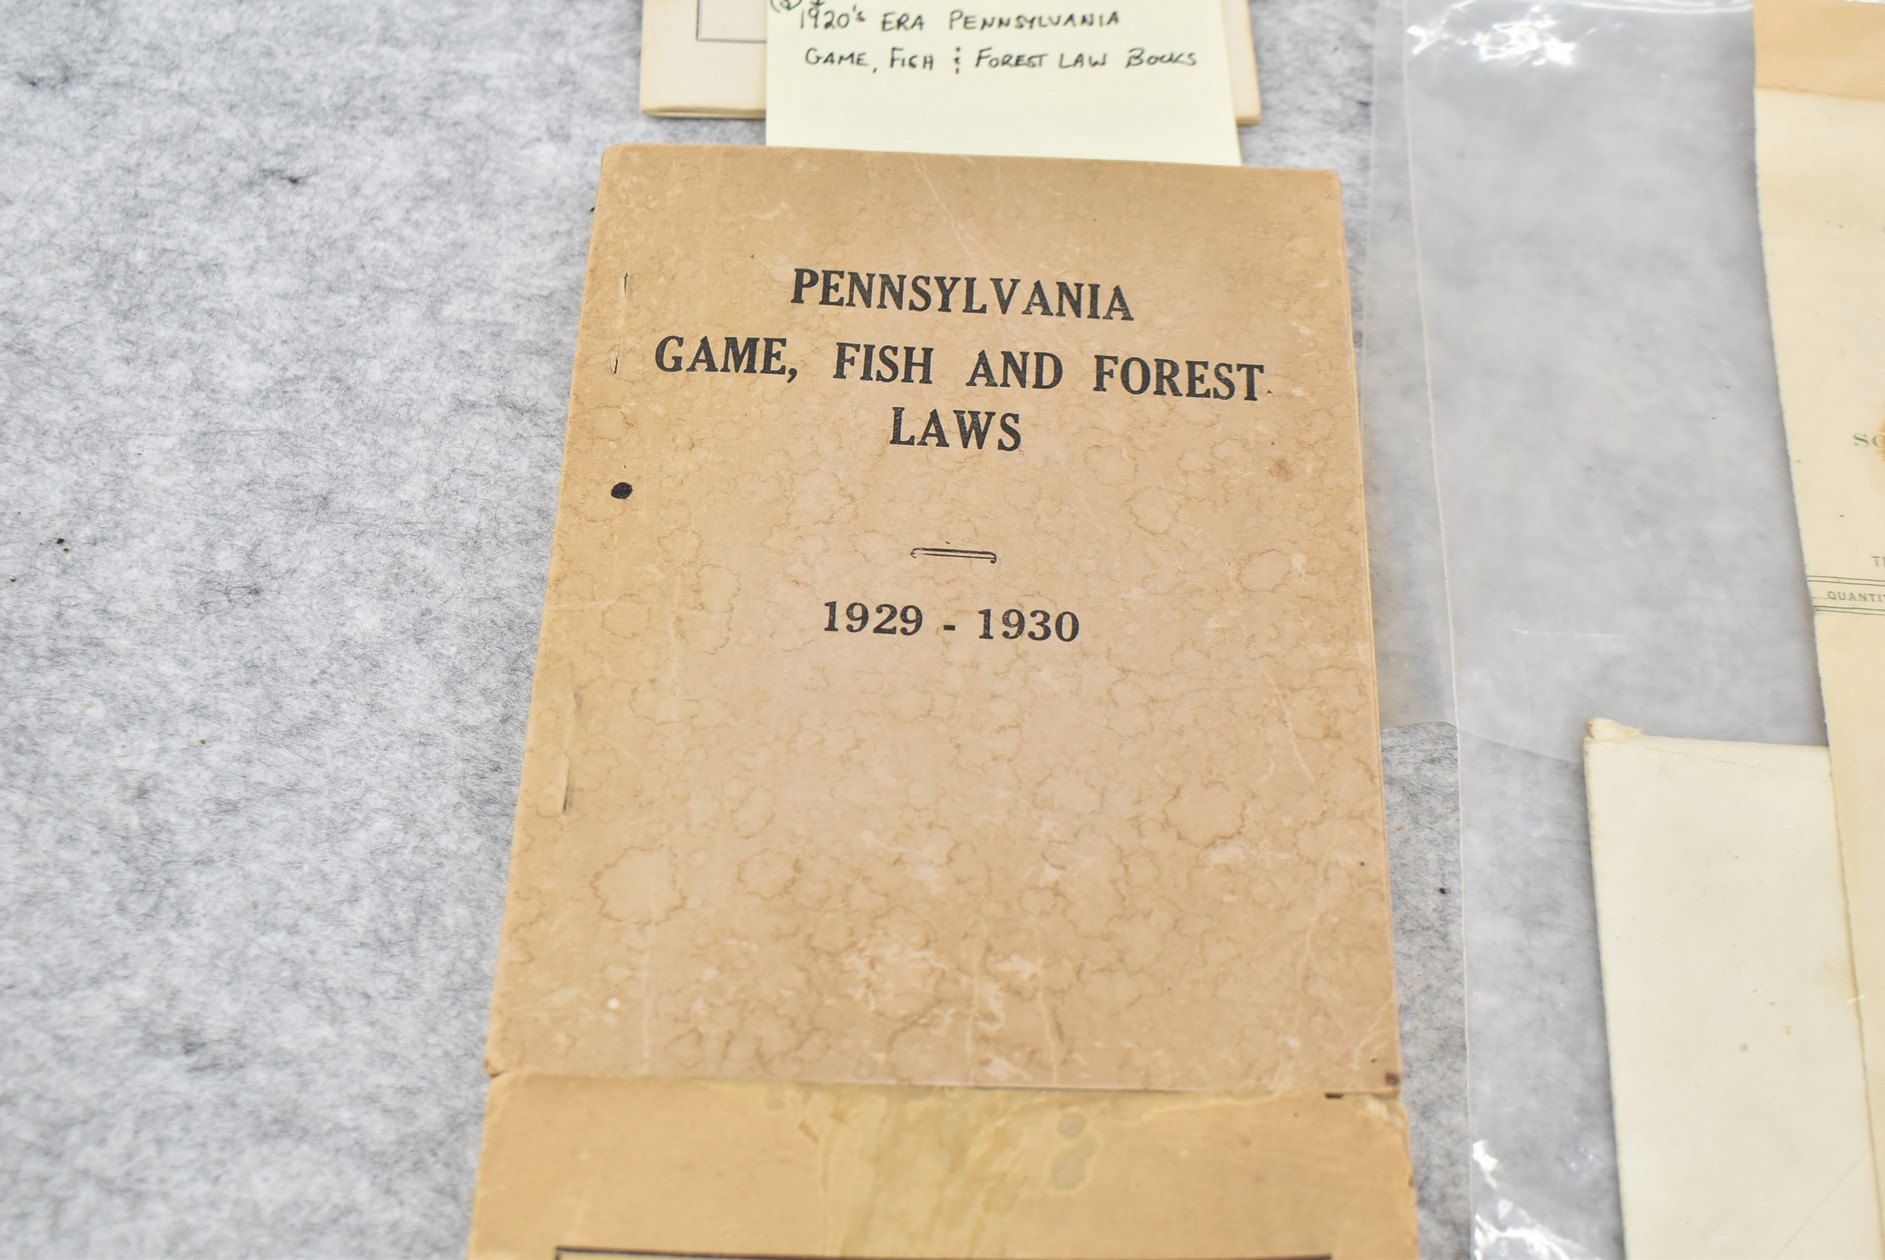 1920's ERA PENNSYLVANIA
GAME, FISH & FOREST LAW BOOKS
PENNSYLVANIA
GAME, FISH AND FOREST
LAWS
1929 - 1930